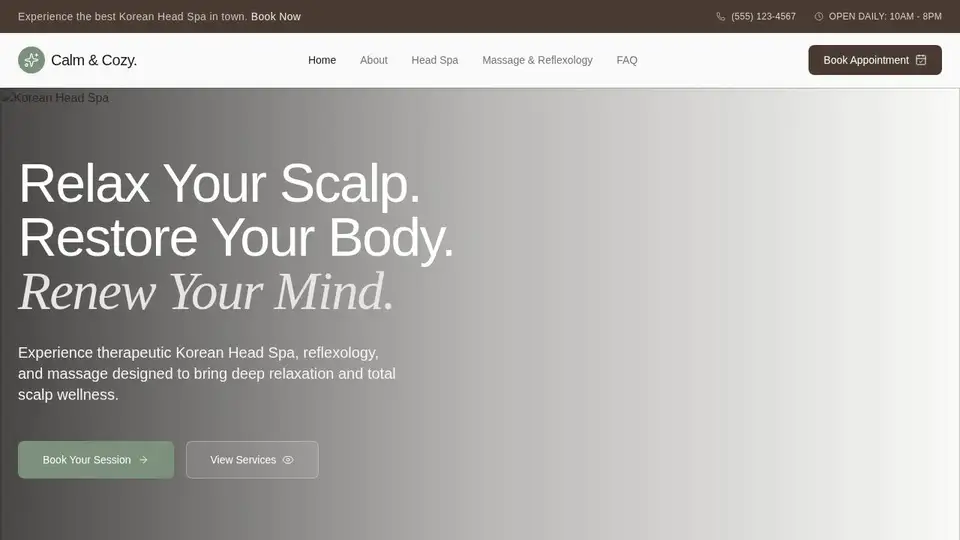 Experience the best Korean Head Spa in town. Book Now
(555) 123-4567
OPEN DAILY: 10AM - 8PM
Calm & Cozy.
Home
About
Head Spa
Massage & Reflexology
FAQ
Book Appointment
Korean Head Spa
Relax Your Scalp.
Restore Your Body.
Renew Your Mind.
Experience therapeutic Korean Head Spa, reflexology,
and massage designed to bring deep relaxation and total
scalp wellness.
Book Your Session
View Services